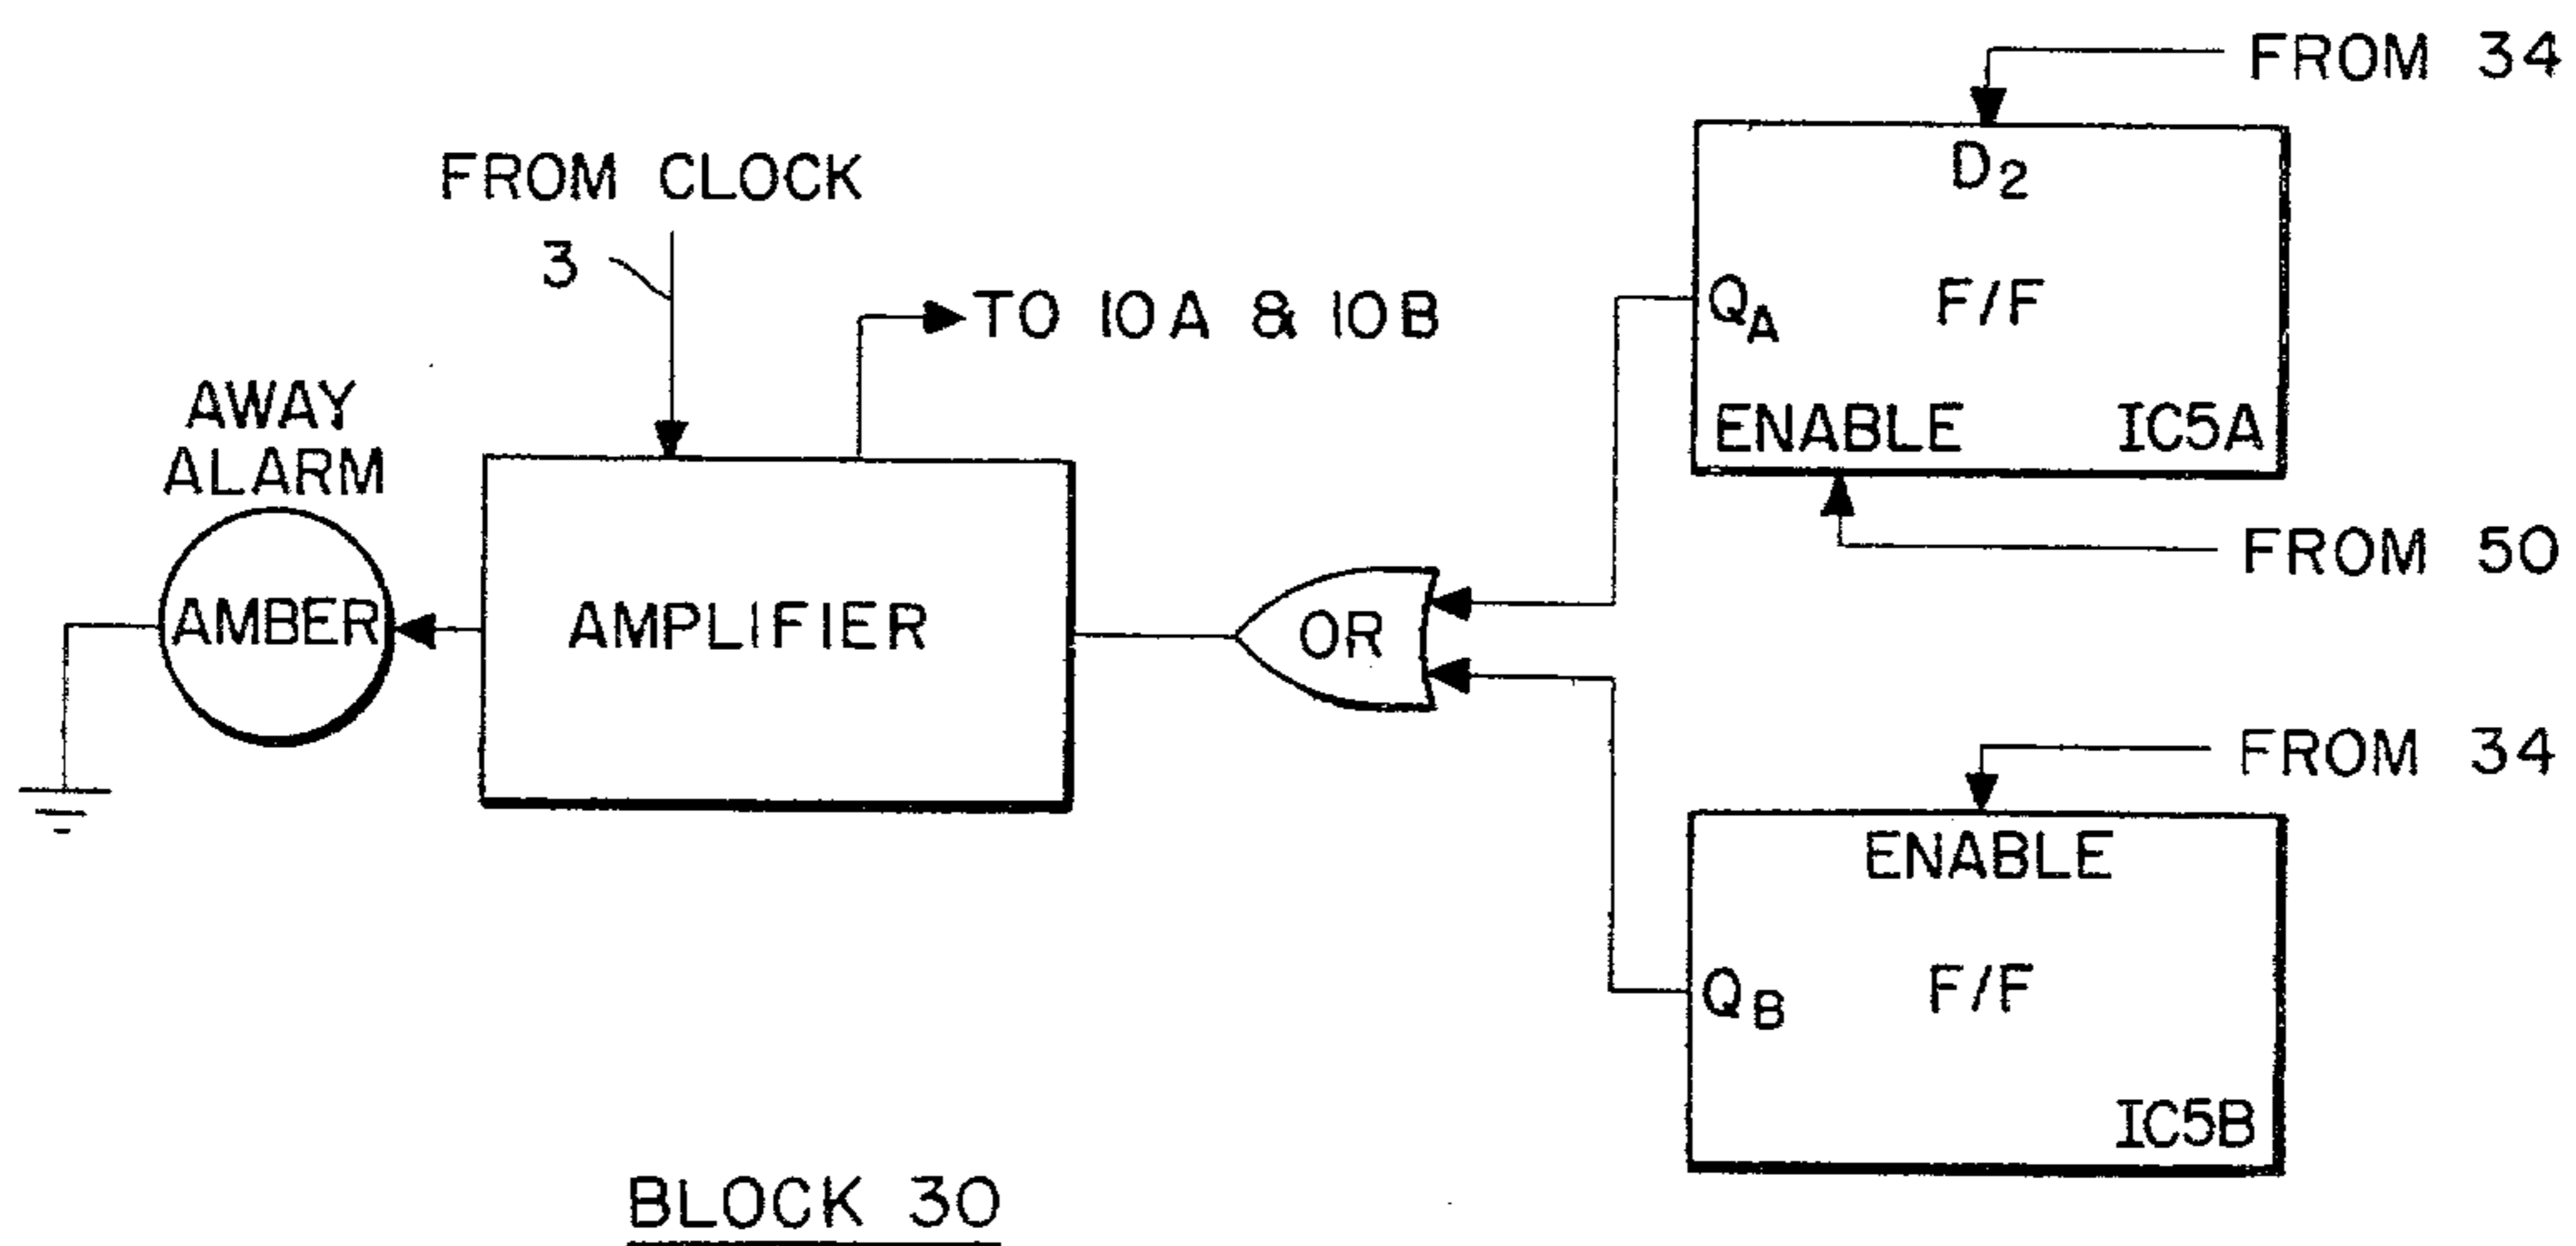 FROM 34
D2
FROM CLOCK
3
TO 10A & 10B
QA
F/F
AWAY
ALARM
ENABLE IC5A
FROM 50
AMBER
AMPLIFIER
OR
FROM 34
ENABLE
QB
F/F
IC5B
BLOCK 30